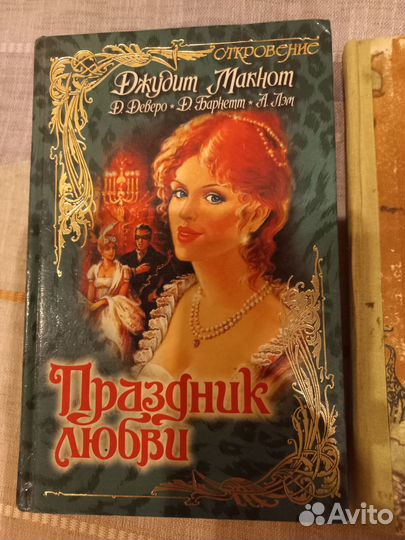 откровение
Джудит Макнот
Д. Деверо ★ Д. Барнетт ★ А. Лэм
Праздник
любви
Avito